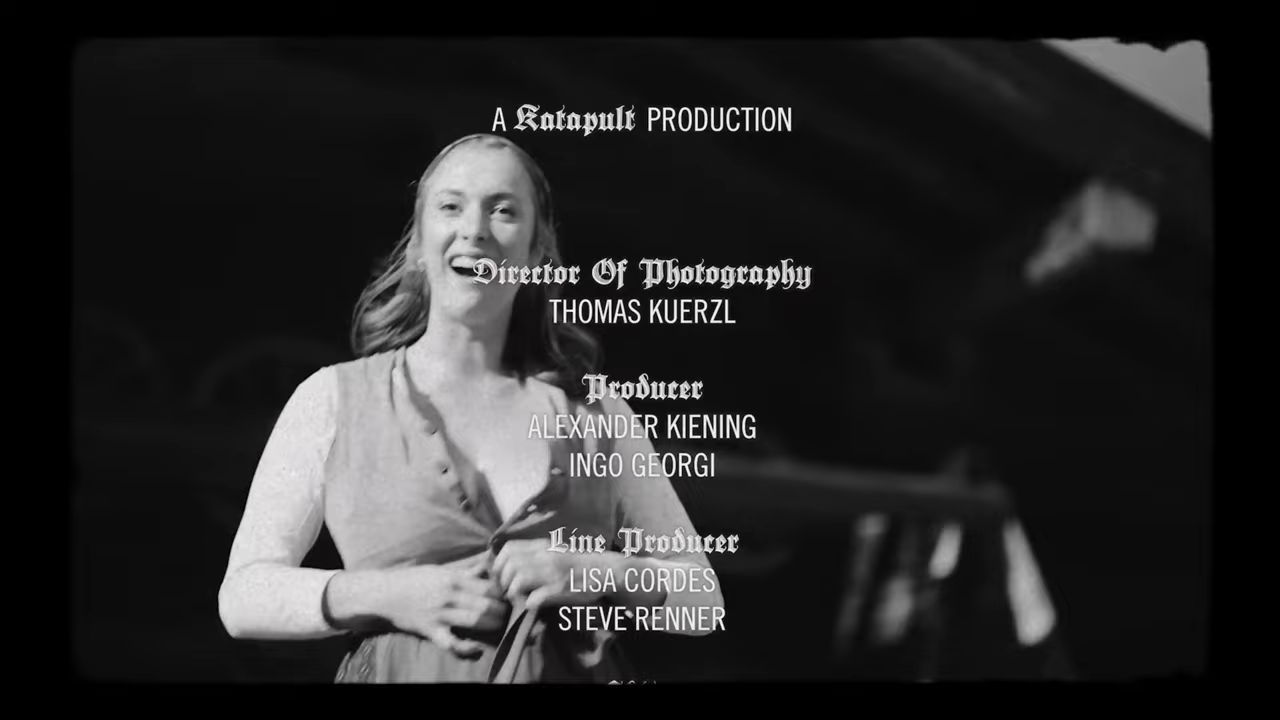 A Katapult PRODUCTION
Director Of Photography
THOMAS KUERZL
Producer
ALEXANDER KIENING
INGO GEORGI
Line Producer
LISA CORDES
STEVE RENNER